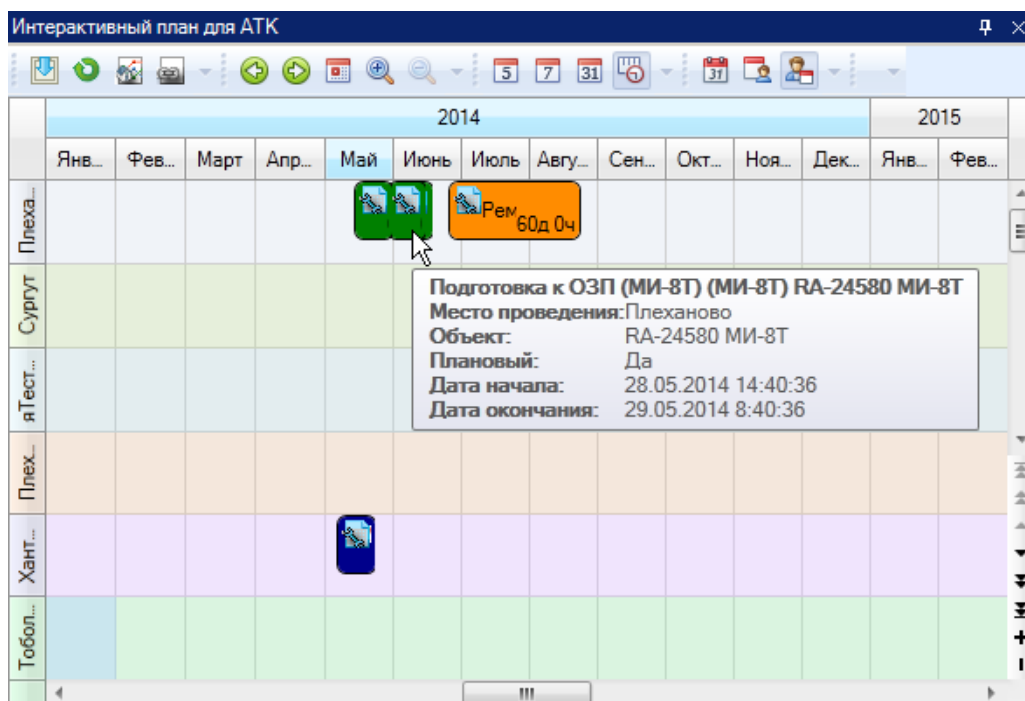 Интерактивный план для АТК
5 7 31 31
2014 2015
Янв... Фев... Март Апр... Май Июнь Июль Авгу... Сен... Окт... Ноя... Дек... Янв... Фев...
Плеха...
Рем
60д 0ч
Сургут
Подготовка к ОЗП (МИ-8Т) (МИ-8Т) RA-24580 МИ-8Т
Место проведения:Плеханово
Объект: RA-24580 МИ-8Т
Плановый: Да
Дата начала: 28.05.2014 14:40:36
Дата окончания: 29.05.2014 8:40:36
яТест...
Плех...
Хант...
Тобол...